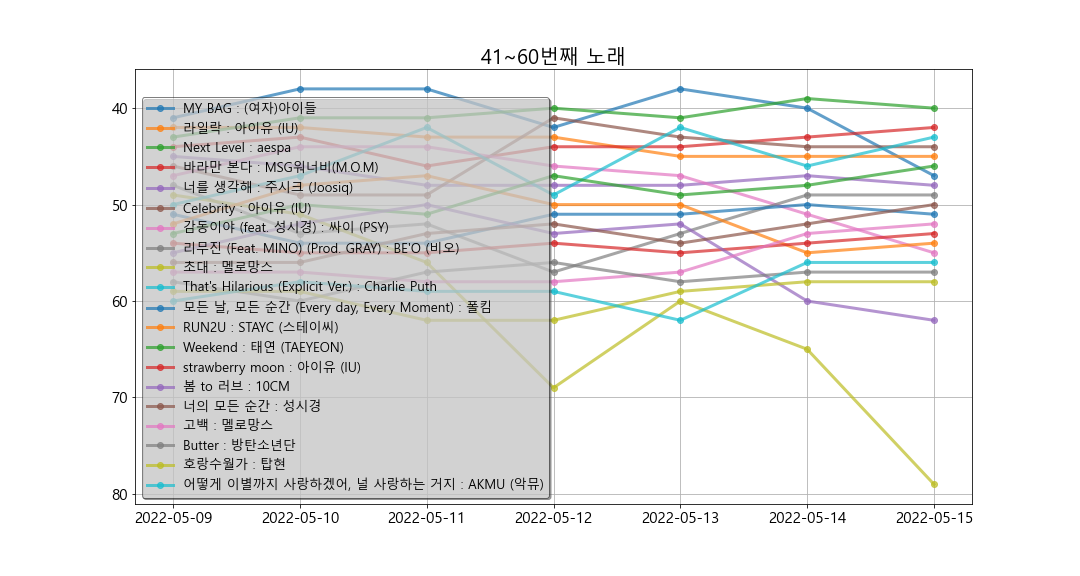 41~60번째 노래
40
50
60
70
80
MY BAG : (여자)아이들
라일락 : 아이유 (IU)
Next Level : aespa
바라만 본다 : MSG워너비(M.O.M)
너를 생각해 : 주시크 (Joosiq)
Celebrity : 아이유 (IU)
감동이야 (feat. 성시경) : 싸이 (PSY)
리무진 (Feat. MINO) (Prod. GRAY) : BE'O (비오)
초대 : 멜로망스
That's Hilarious (Explicit Ver.) : Charlie Puth
모든 날, 모든 순간 (Every day, Every Moment) : 폴킴
RUN2U : STAYC (스테이씨)
Weekend : 태연 (TAEYEON)
strawberry moon : 아이유 (IU)
봄 to 러브 : 10CM
너의 모든 순간 : 성시경
고백 : 멜로망스
Butter : 방탄소년단
호랑수월가 : 탑현
어떻게 이별까지 사랑하겠어, 널 사랑하는 거지 : AKMU (악뮤)
2022-05-09
2022-05-10
2022-05-11
2022-05-12
2022-05-13
2022-05-14
2022-05-15